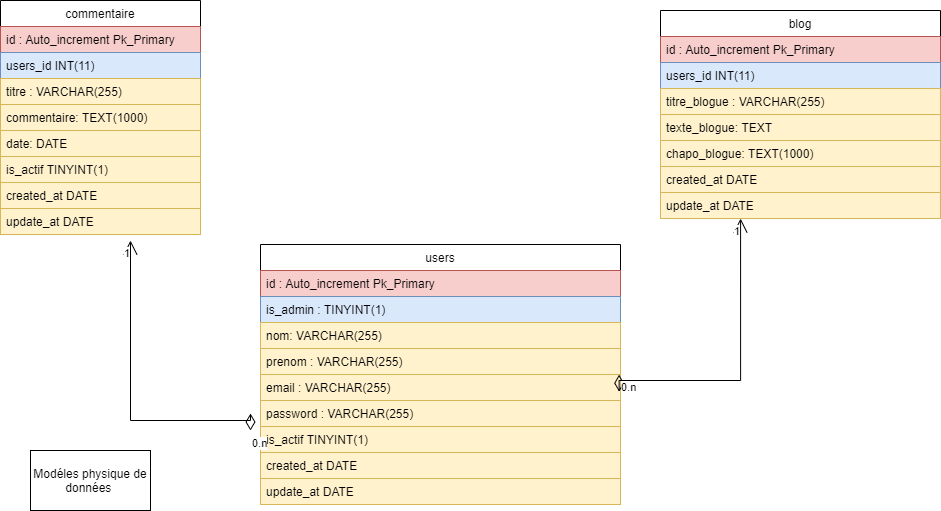 commentaire
id : Auto_increment Pk_Primary
users_id INT(11)
titre : VARCHAR(255)
commentaire: TEXT(1000)
date: DATE
is_actif TINYINT(1)
created_at DATE
update_at DATE
1
blog
id : Auto_increment Pk_Primary
users_id INT(11)
titre_blogue : VARCHAR(255)
texte_blogue: TEXT
chapo_blogue: TEXT(1000)
created_at DATE
update_at DATE
1
users
id : Auto_increment Pk_Primary
is_admin : TINYINT(1)
nom: VARCHAR(255)
prenom : VARCHAR(255)
email : VARCHAR(255)
0.n
password : VARCHAR(255)
0.n
is_actif TINYINT(1)
created_at DATE
update_at DATE
Modéles physique de
données